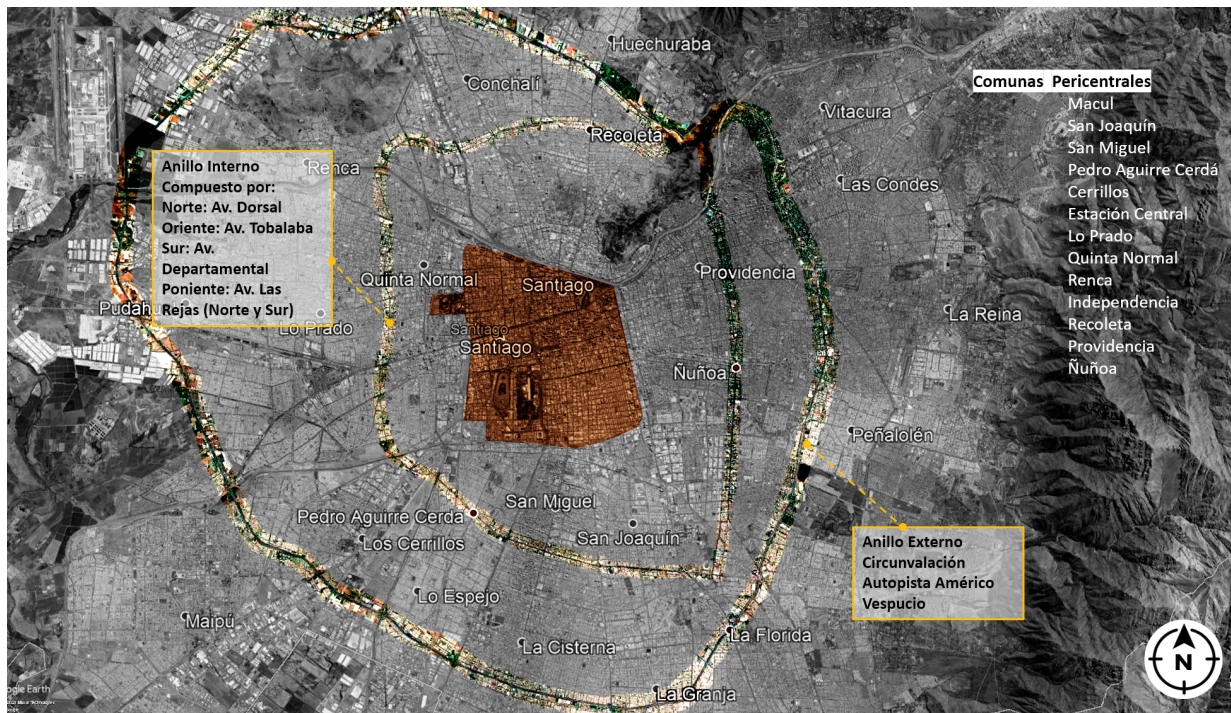 Huechuraba
Conchalí
Comunas Pericentrales
Macul
San Joaquín
San Miguel
Pedro Aguirre Cerdá
Cerrillos
Estación Central
Lo Prado
Quinta Normal
Renca
Independencia
Recoleta
Providencia
Ñuñoa
Vitacura
Recoleta
Renca
Las Condes
Anillo Interno
Compuesto por:
Norte: Av. Dorsal
Oriente: Av. Tobalaba
Sur: Av.
Departamental
Poniente: Av. Las
Rejas (Norte y Sur)
Quinta Normal
Santiago
Providencia
Pudahu
Lo Prado
Santiago
Santiago
La Reina
Ñuñoa
Peñalolén
San Miguel
Pedro Aguirre Cerda
San Joaquín
Los Cerrillos
Anillo Externo
Circunvalación
Autopista Américo
Vespucio
Lo Espejo
Maipú
La Cisterna
La Florida
La Granja
N
ogle Earth